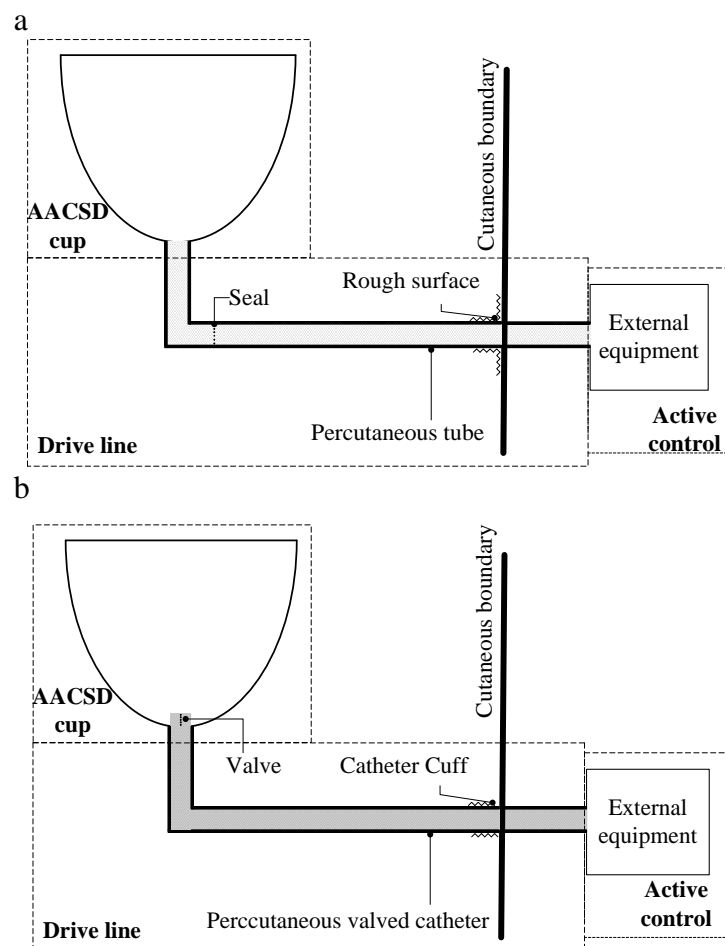 a
Cutaneous boundary
AACSD
cup
Rough surface
Seal
External
equipment
Percutaneous tube
Active
control
Drive line
b
Cutaneous boundary
AACSD
cup
Valve
Catheter Cuff
External
equipment
Perccutaneous valved catheter
Active
control
Drive line